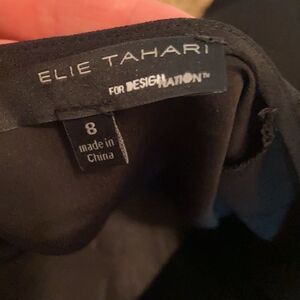 ELIE TAHARI
FOR DESIGNATION™
8
made in
China